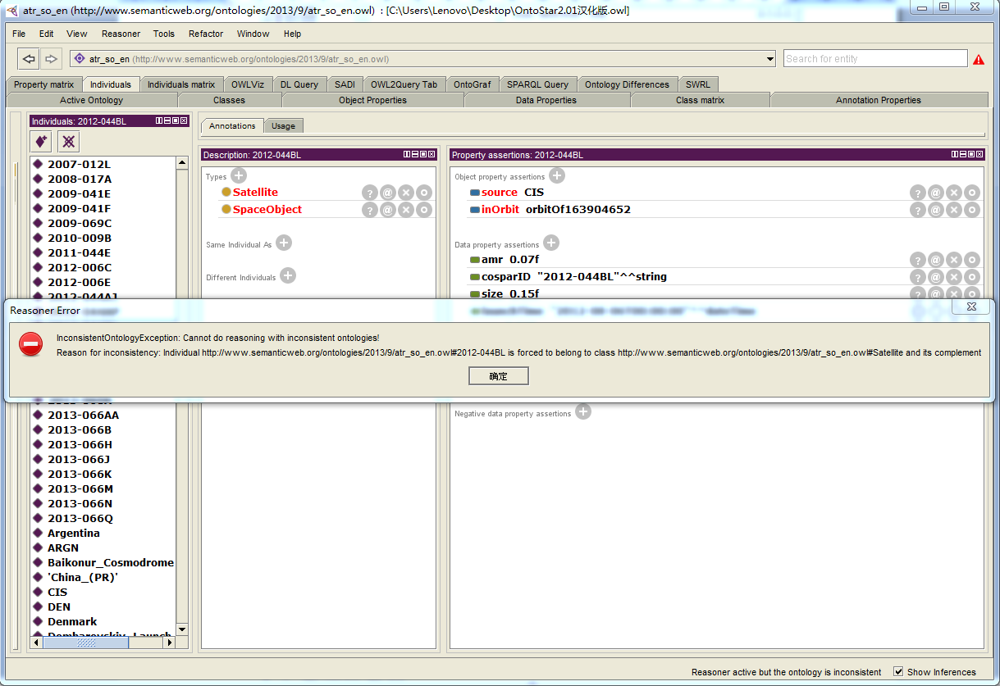 atr_so_en (http://www.semanticweb.org/ontologies/2013/9/atr_so_en.owl) : [C:\Users\Lenovo\Desktop\OntoStar2.01汉化版.owl]
File Edit View Reasoner Tools Refactor Window Help
atr_so_en (http://www.semanticweb.org/ontologies/2013/9/atr_so_en.owl)
Search for entity
Property matrix Individuals Individuals matrix OWLViz DL Query SADI OWL2Query Tab OntoGraf SPARQL Query Ontology Differences SWRL
Active Ontology Classes Object Properties Data Properties Class matrix Annotation Properties
Individuals: 2012-044BL
2007-012L
2008-017A
2009-041E
2009-041F
2009-069C
2010-009B
2011-044E
2012-006C
2012-006E
2012-044AJ
2013-066AA
2013-066B
2013-066H
2013-066J
2013-066K
2013-066M
2013-066N
2013-066Q
Argentina
ARGN
Baikonur_Cosmodrome
'China_(PR)'
CIS
DEN
Denmark
Annotations Usage
Description: 2012-044BL
Types
Satellite
SpaceObject
Same Individual As
Different Individuals
Property assertions: 2012-044BL
Object property assertions
source CIS
inOrbit orbitOf163904652
Data property assertions
amr 0.07f
cosparID "2012-044BL"^^string
size 0.15f
Negative data property assertions
Reasoner Error
InconsistentOntologyException: Cannot do reasoning with inconsistent ontologies!
Reason for inconsistency: Individual http://www.semanticweb.org/ontologies/2013/9/atr_so_en.owl#2012-044BL is forced to belong to class http://www.semanticweb.org/ontologies/2013/9/atr_so_en.owl#Satellite and its complement
确定
Reasoner active but the ontology is inconsistent Show Inferences